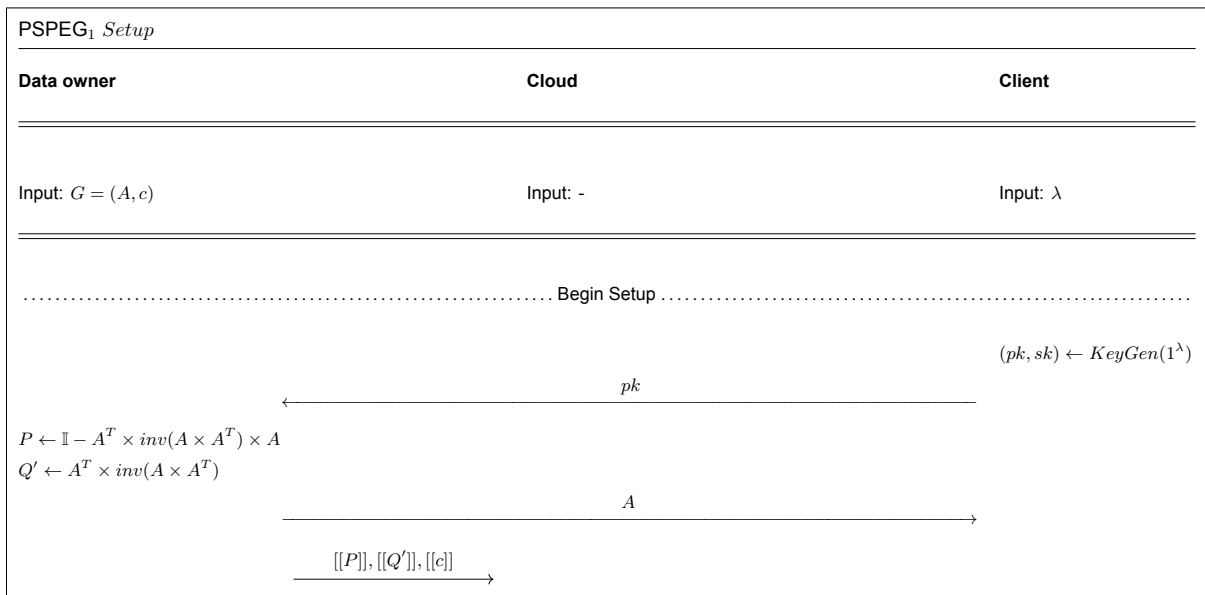 PSPEG₁ Setup
Data owner Cloud Client
Input: G = (A, c) Input: - Input: λ
Begin Setup
(pk, sk) ← KeyGen(1^λ)
pk
P ← 𝕀 − A^T × inv(A × A^T) × A
Q′ ← A^T × inv(A × A^T)
A
[[P]], [[Q′]], [[c]]